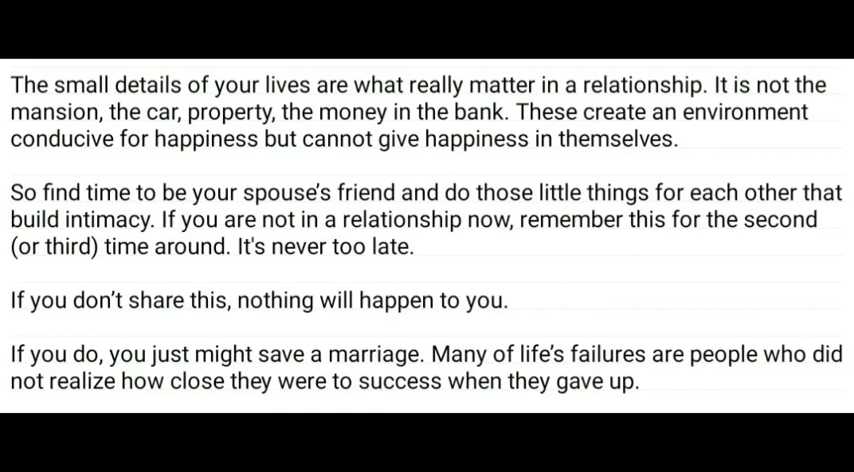 The small details of your lives are what really matter in a relationship. It is not the
mansion, the car, property, the money in the bank. These create an environment
conducive for happiness but cannot give happiness in themselves.
So find time to be your spouse's friend and do those little things for each other that
build intimacy. If you are not in a relationship now, remember this for the second
(or third) time around. It's never too late.
If you don't share this, nothing will happen to you.
If you do, you just might save a marriage. Many of life's failures are people who did
not realize how close they were to success when they gave up.